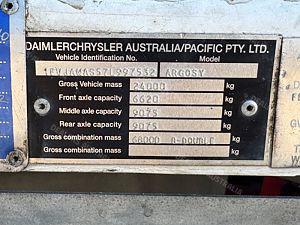 DAIMLERCHRYSLER AUSTRALIA/PACIFIC PTY. LTD.
Vehicle Identification No. Model
1FVJAWAS57L997532 ARGOSY
Gross Vehicle mass 24000 kg
Front axle capacity 6620 kg
Middle axle capacity 9075 kg
Rear axle capacity 9075 kg
Gross combination mass 68000 B-DOUBLE kg
Gross combination mass kg